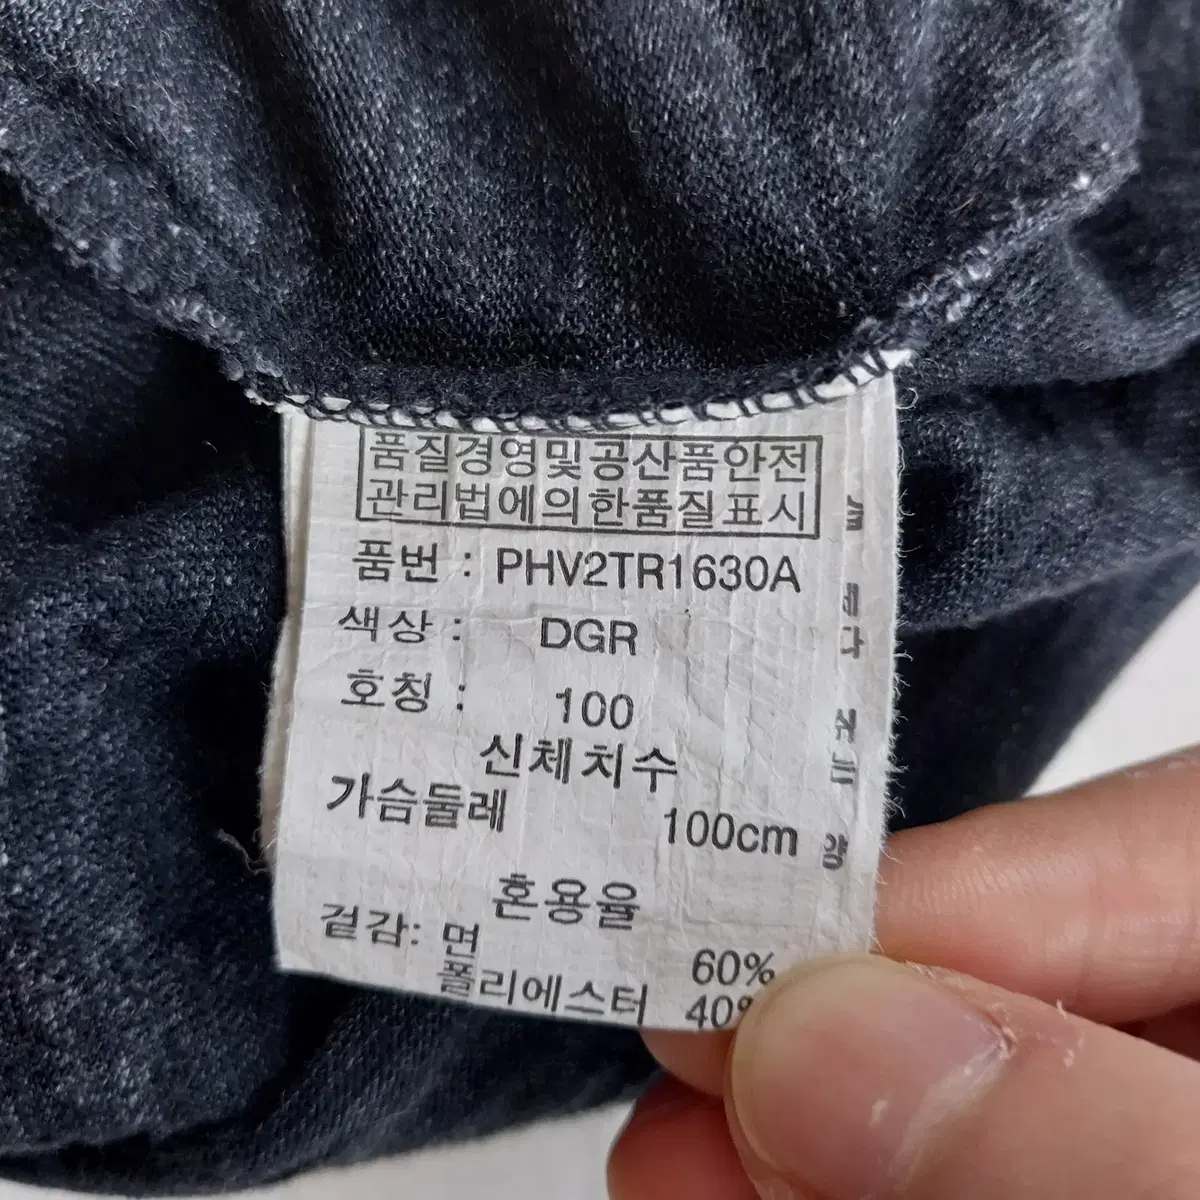 품질경영및공산품안전
관리법에의한품질표시
품번 : PHV2TR1630A
색상 : DGR
호칭 : 100
신체치수
가슴둘레 100cm
혼용율
겉감: 면 60%
폴리에스터 40%